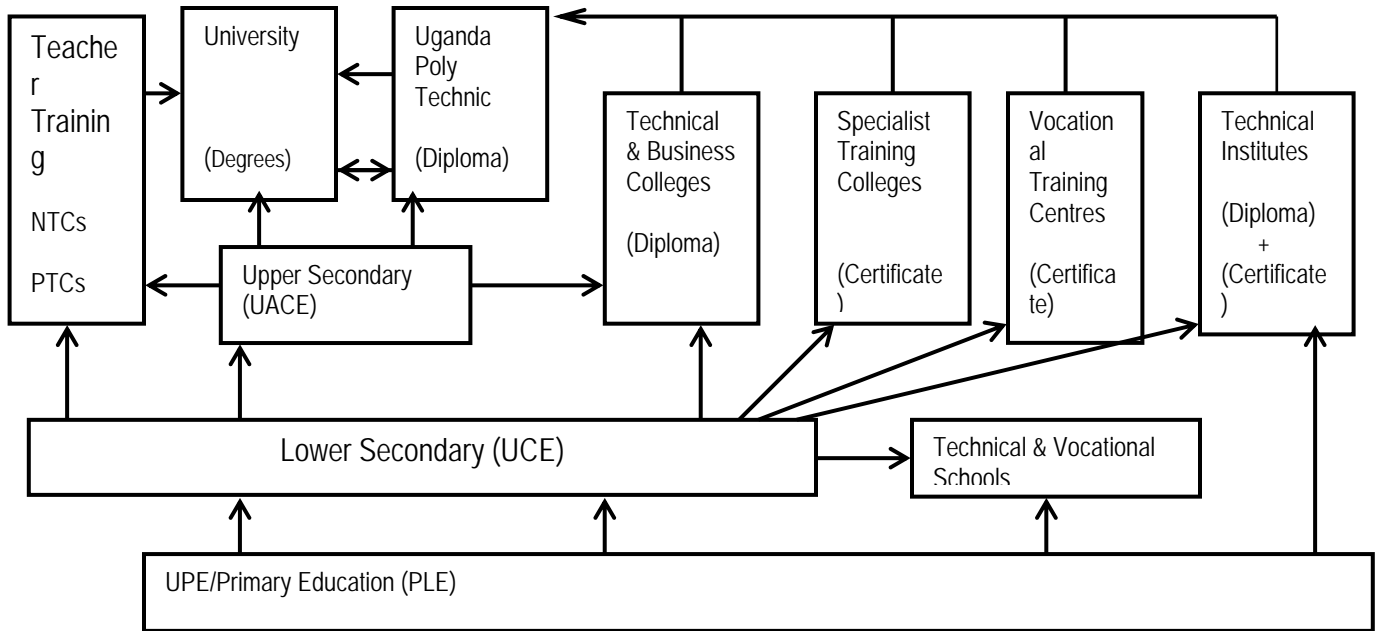 Teache
r
Trainin
g
NTCs
PTCs
University
(Degrees)
Uganda
Poly
Technic
(Diploma)
Technical
& Business
Colleges
(Diploma)
Specialist
Training
Colleges
(Certificate
)
Vocation
al
Training
Centres
(Certifica
te)
Technical
Institutes
(Diploma)
+
(Certificate
)
Upper Secondary
(UACE)
Lower Secondary (UCE)
Technical & Vocational
Schools
UPE/Primary Education (PLE)